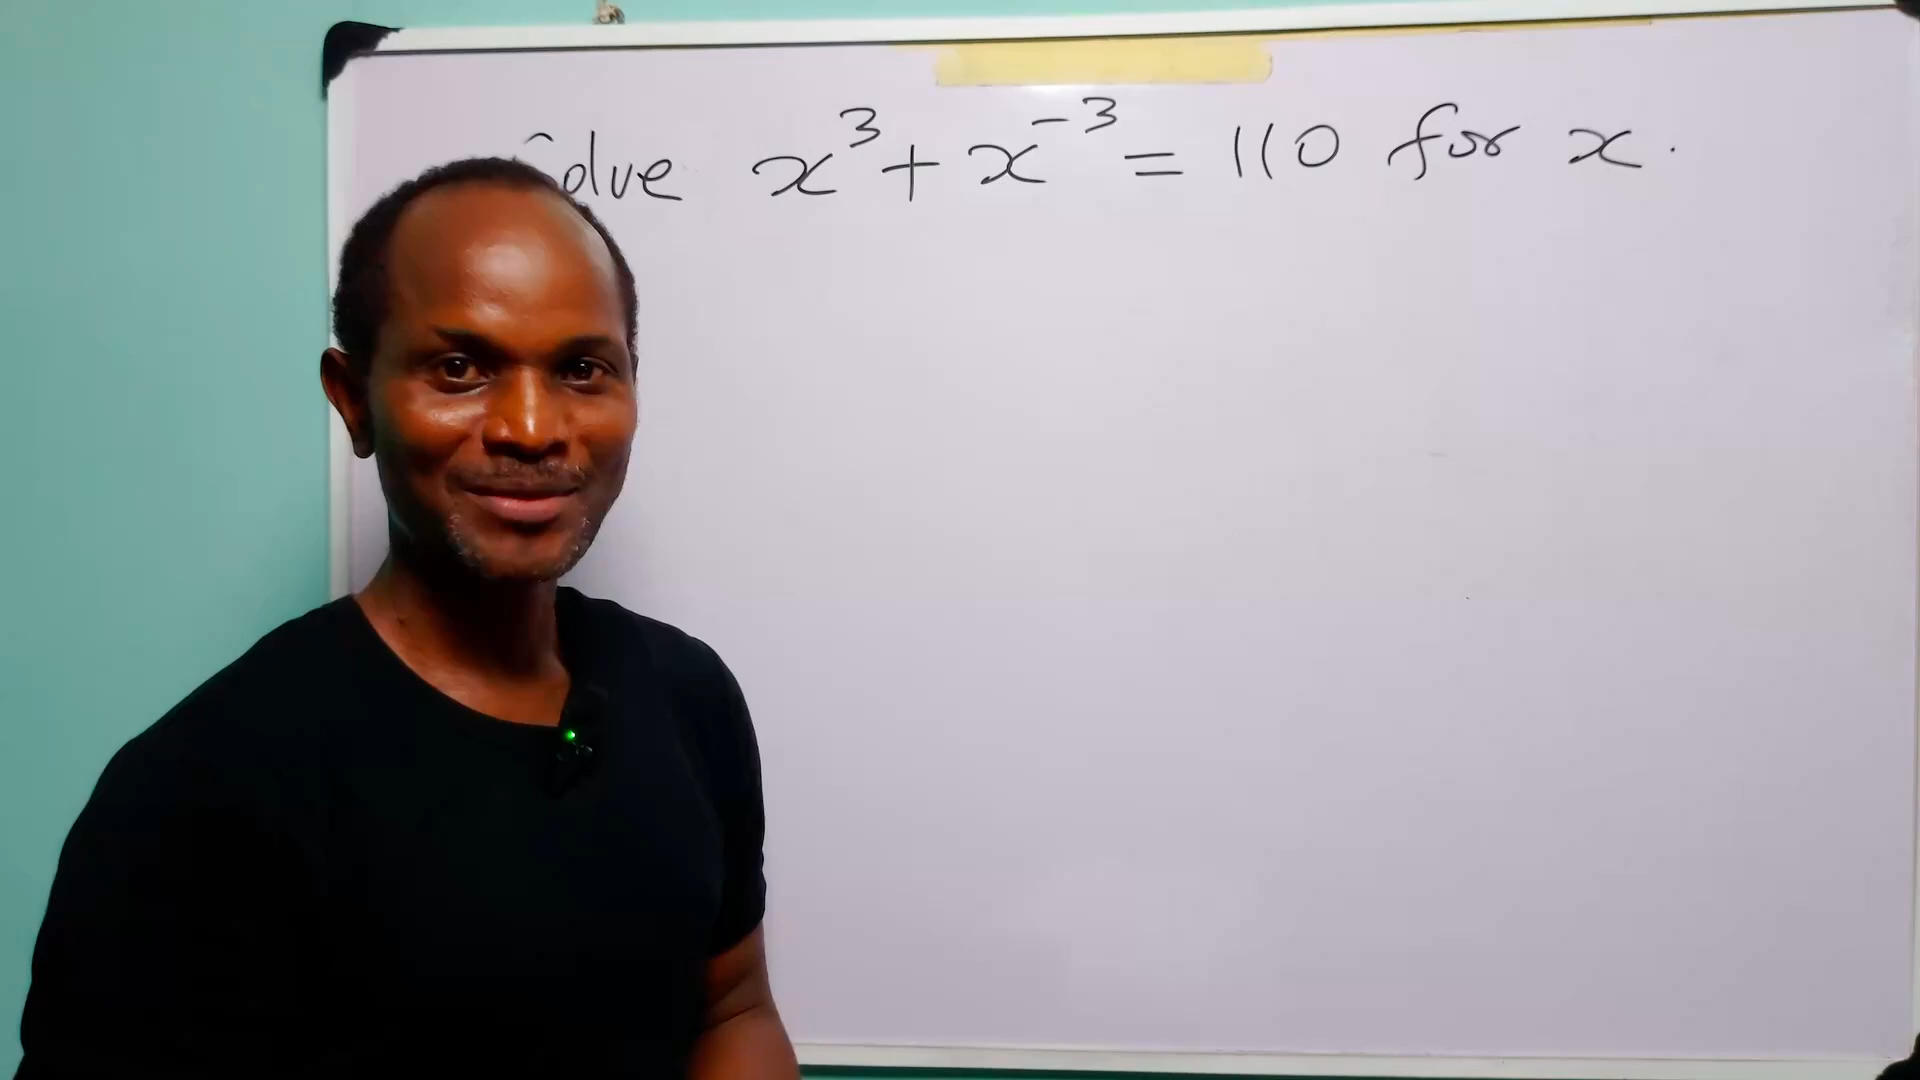 Solve x³ + x⁻³ = 110 for x.